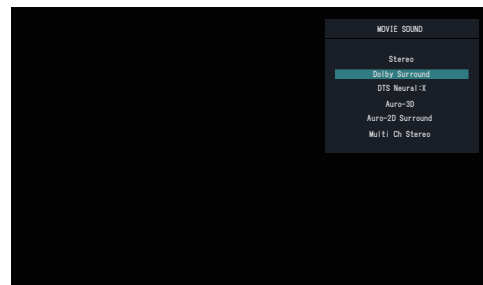 MOVIE SOUND
Stereo
Dolby Surround
DTS Neural:X
Auro-3D
Auro-2D Surround
Multi Ch Stereo